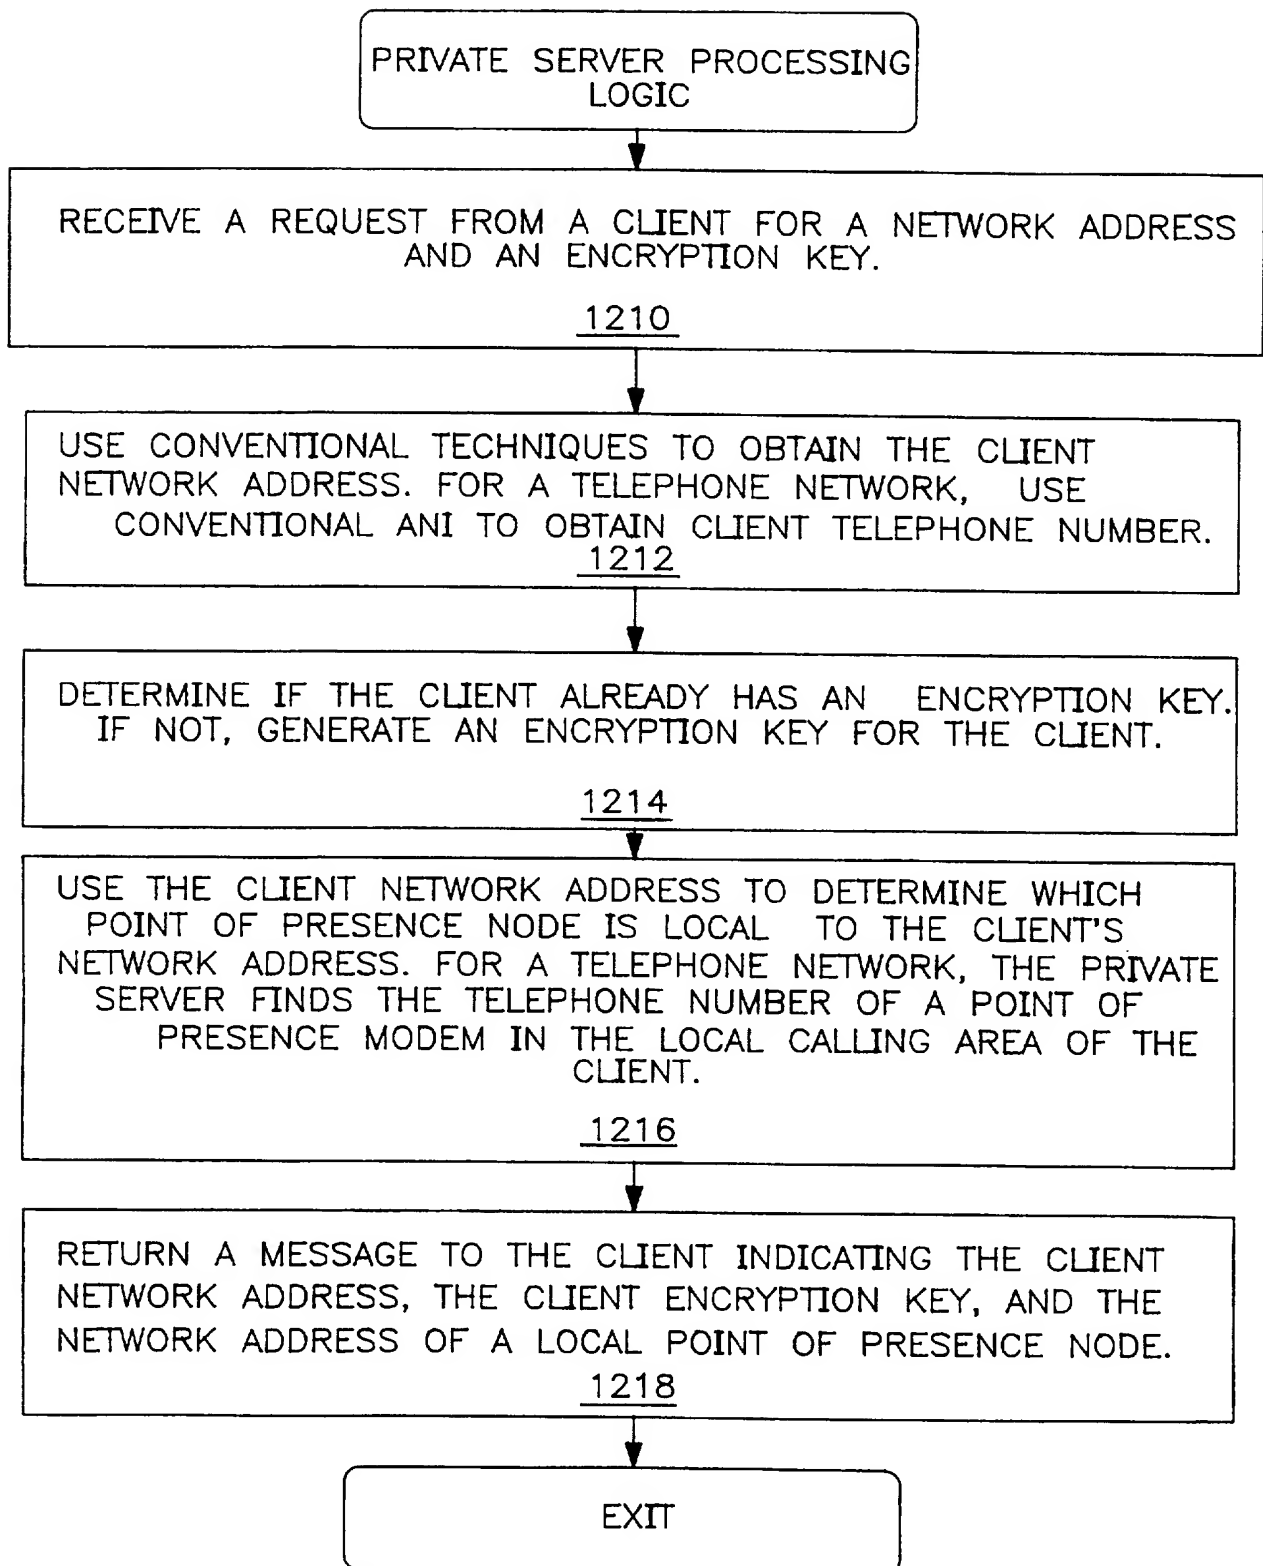 PRIVATE SERVER PROCESSING
LOGIC
RECEIVE A REQUEST FROM A CLIENT FOR A NETWORK ADDRESS
AND AN ENCRYPTION KEY.
1210
USE CONVENTIONAL TECHNIQUES TO OBTAIN THE CLIENT
NETWORK ADDRESS. FOR A TELEPHONE NETWORK, USE
CONVENTIONAL ANI TO OBTAIN CLIENT TELEPHONE NUMBER.
1212
DETERMINE IF THE CLIENT ALREADY HAS AN ENCRYPTION KEY.
IF NOT, GENERATE AN ENCRYPTION KEY FOR THE CLIENT.
1214
USE THE CLIENT NETWORK ADDRESS TO DETERMINE WHICH
POINT OF PRESENCE NODE IS LOCAL TO THE CLIENT'S
NETWORK ADDRESS. FOR A TELEPHONE NETWORK, THE PRIVATE
SERVER FINDS THE TELEPHONE NUMBER OF A POINT OF
PRESENCE MODEM IN THE LOCAL CALLING AREA OF THE
CLIENT.
1216
RETURN A MESSAGE TO THE CLIENT INDICATING THE CLIENT
NETWORK ADDRESS, THE CLIENT ENCRYPTION KEY, AND THE
NETWORK ADDRESS OF A LOCAL POINT OF PRESENCE NODE.
1218
EXIT